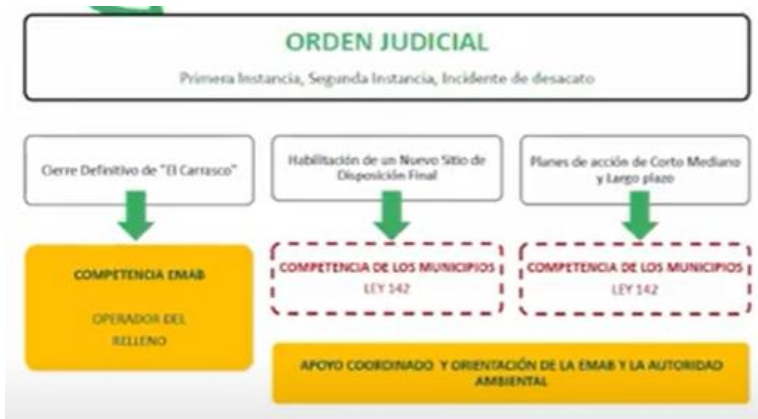 ORDEN JUDICIAL
Primera Instancia, Segunda Instancia, Incidente de desacato
Cierre Definitivo de "El Carrasco"
Habilitación de un Nuevo Sitio de
Disposición Final
Planes de acción de Corto Mediano
y Largo plazo
COMPETENCIA EMAB
OPERADOR DEL
RELLENO
COMPETENCIA DE LOS MUNICIPIOS
LEY 142
COMPETENCIA DE LOS MUNICIPIOS
LEY 142
APOYO COORDINADO Y ORIENTACIÓN DE LA EMAB Y LA AUTORIDAD
AMBIENTAL